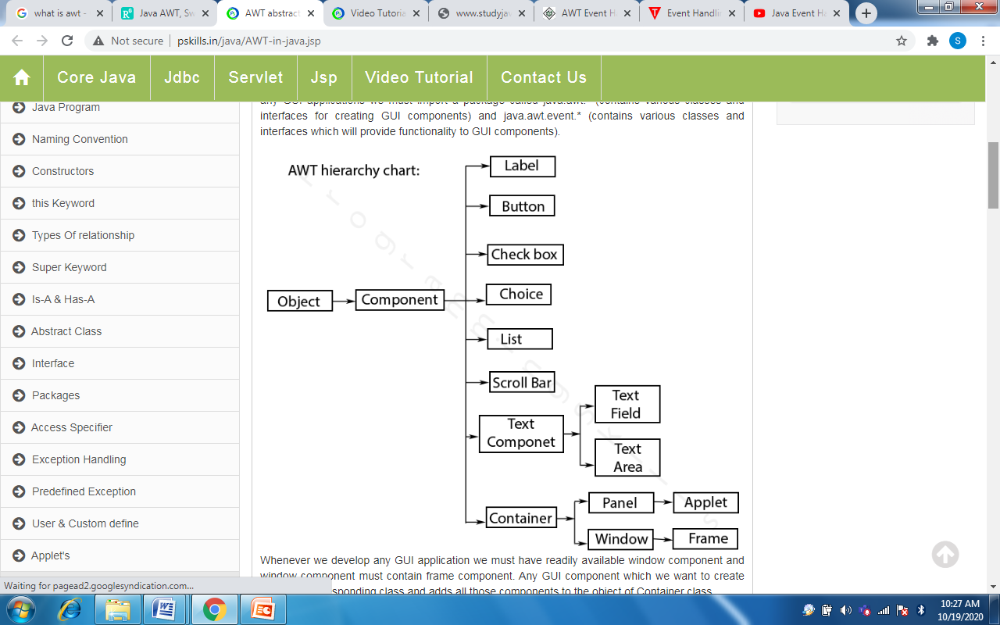 what is awt -
Java AWT, Sw
AWT abstract
Video Tutoria
www.studyjav
AWT Event H
Event Handlin
Java Event Ha
Not secure | pskills.in/java/AWT-in-java.jsp
S
Core Java
Jdbc
Servlet
Jsp
Video Tutorial
Contact Us
Java Program
Naming Convention
Constructors
this Keyword
Types Of relationship
Super Keyword
Is-A & Has-A
Abstract Class
Interface
Packages
Access Specifier
Exception Handling
Predefined Exception
User & Custom define
Applet's
any GUI applications we must import a package called java.awt.* (contains various classes and
interfaces for creating GUI components) and java.awt.event.* (contains various classes and
interfaces which will provide functionality to GUI components).
AWT hierarchy chart:
Label
Button
Check box
Object
Component
Choice
List
Scroll Bar
Text
Componet
Text
Field
Text
Area
Container
Panel
Applet
Window
Frame
Programmingskills
Whenever we develop any GUI application we must have readily available window component and
window component must contain frame component. Any GUI component which we want to create
sponding class and adds all those components to the object of Container class
Waiting for pagead2.googlesyndication.com...
10:27 AM
10/19/2020